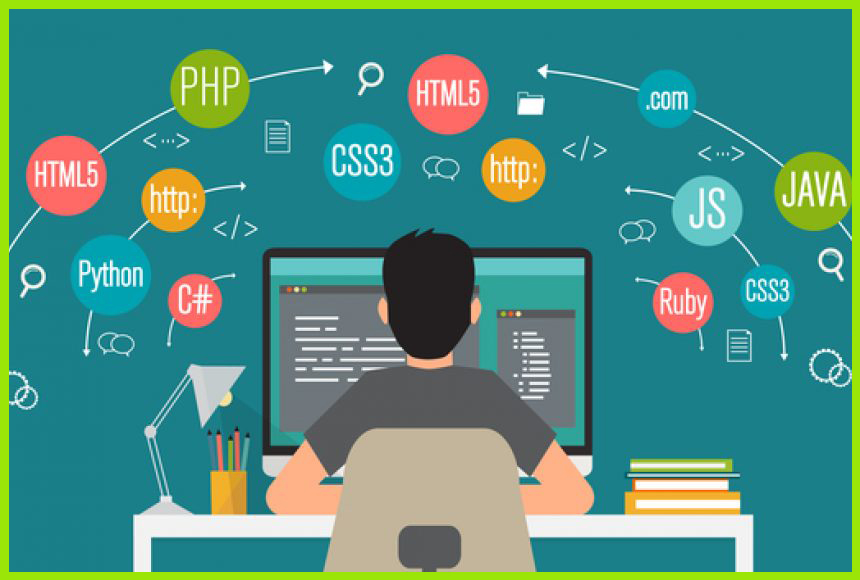 PHP
HTML5
.com
HTML5
CSS3
http:
JAVA
http:
JS
Python
C#
Ruby
CSS3